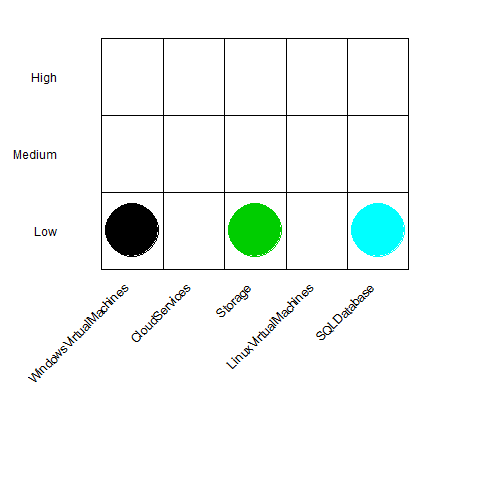 High
Medium
Low
WindowsVirtualMachines
CloudServices
Storage
LinuxVirtualMachines
SQLDatabase